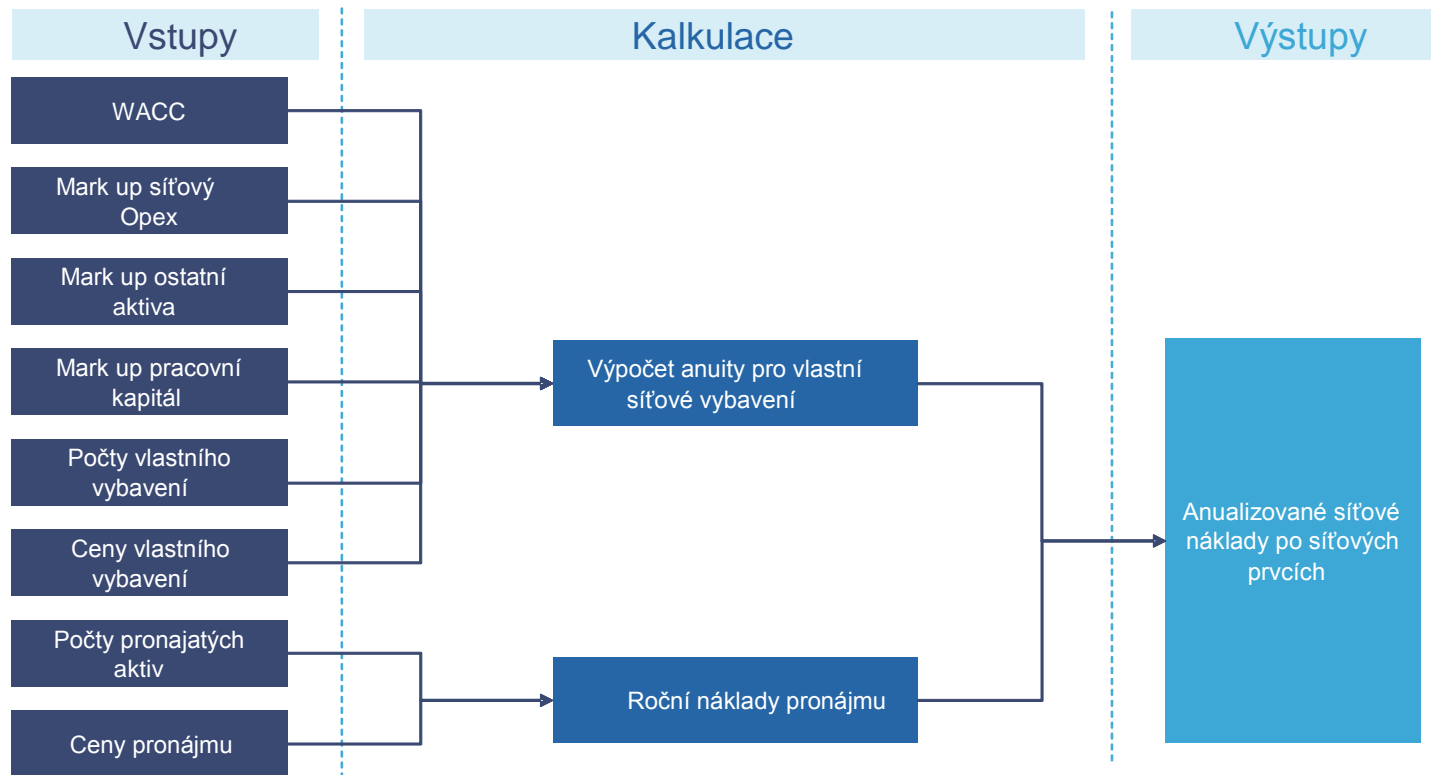 Vstupy
Kalkulace
Výstupy
WACC
Mark up síťový
Opex
Mark up ostatní
aktiva
Mark up pracovní
kapitál
Počty vlastního
vybavení
Ceny vlastního
vybavení
Počty pronajatých
aktiv
Ceny pronájmu
Výpočet anuity pro vlastní
síťové vybavení
Roční náklady pronájmu
Anualizované síťové
náklady po síťových
prvcích